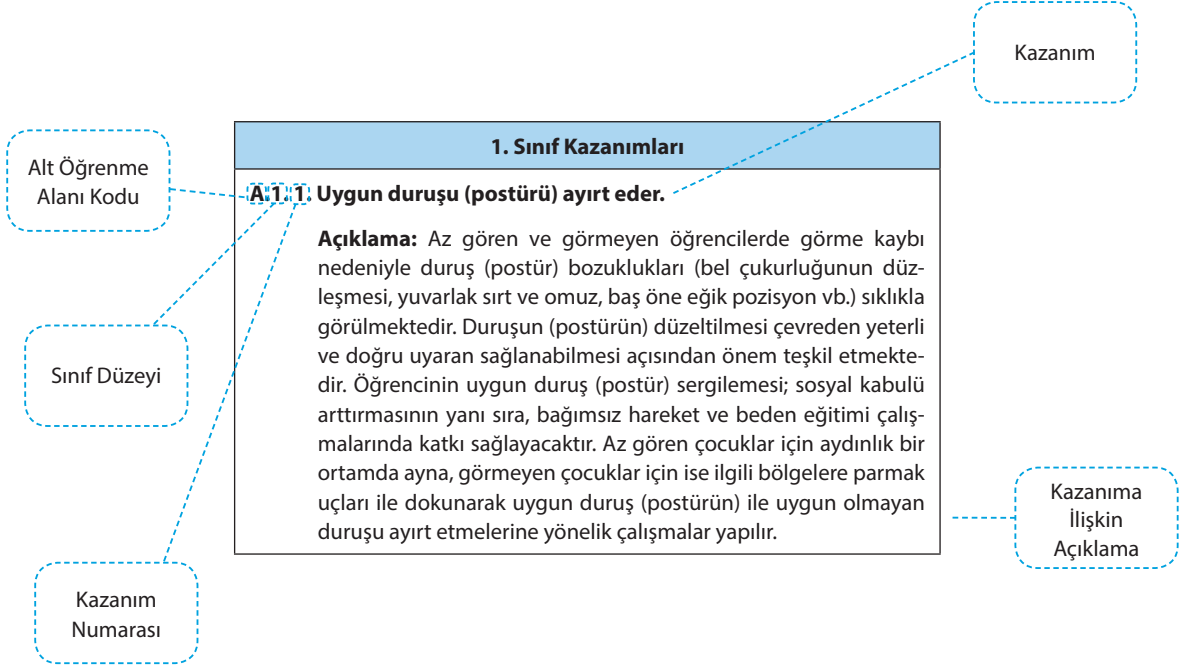 Kazanım
1. Sınıf Kazanımları
Alt Öğrenme
Alanı Kodu
A.1. 1. Uygun duruşu (postürü) ayırt eder.
Açıklama: Az gören ve görmeyen öğrencilerde görme kaybı
nedeniyle duruş (postür) bozuklukları (bel çukurluğunun düz-
leşmesi, yuvarlak sırt ve omuz, baş öne eğik pozisyon vb.) sıklıkla
görülmektedir. Duruşun (postürün) düzeltilmesi çevreden yeterli
ve doğru uyaran sağlanabilmesi açısından önem teşkil etmekte-
dir. Öğrencinin uygun duruş (postür) sergilemesi; sosyal kabulü
arttırmasının yanı sıra, bağımsız hareket ve beden eğitimi çalış-
malarında katkı sağlayacaktır. Az gören çocuklar için aydınlık bir
ortamda ayna, görmeyen çocuklar için ise ilgili bölgelere parmak
uçları ile dokunarak uygun duruş (postürün) ile uygun olmayan
duruşu ayırt etmelerine yönelik çalışmalar yapılır.
Sınıf Düzeyi
Kazanıma
İlişkin
Açıklama
Kazanım
Numarası